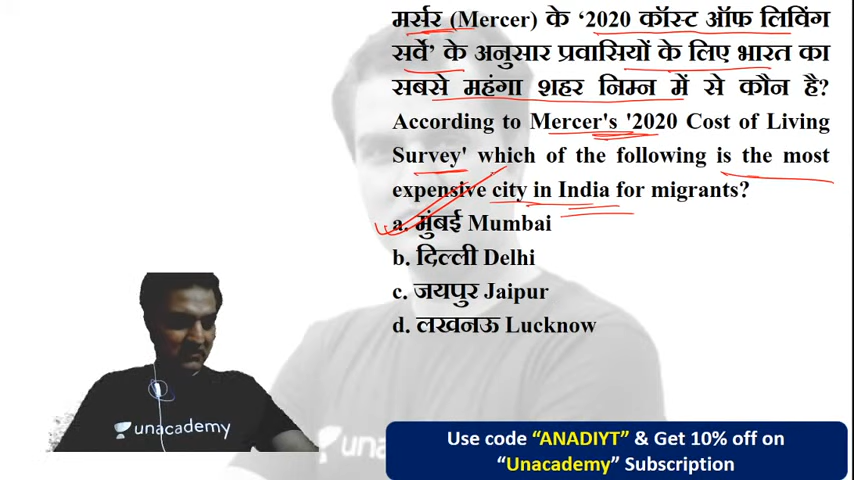 मर्सर (Mercer) के ‘2020 कॉस्ट ऑफ लिविंग
सर्वे’ के अनुसार प्रवासियों के लिए भारत का
सबसे महंगा शहर निम्न में से कौन है?
According to Mercer's '2020 Cost of Living
Survey' which of the following is the most
expensive city in India for migrants?
a. मुंबई Mumbai
b. दिल्ली Delhi
c. जयपुर Jaipur
d. लखनऊ Lucknow
unacademy
una
Use code “ANADIYT” & Get 10% off on
“Unacademy” Subscription